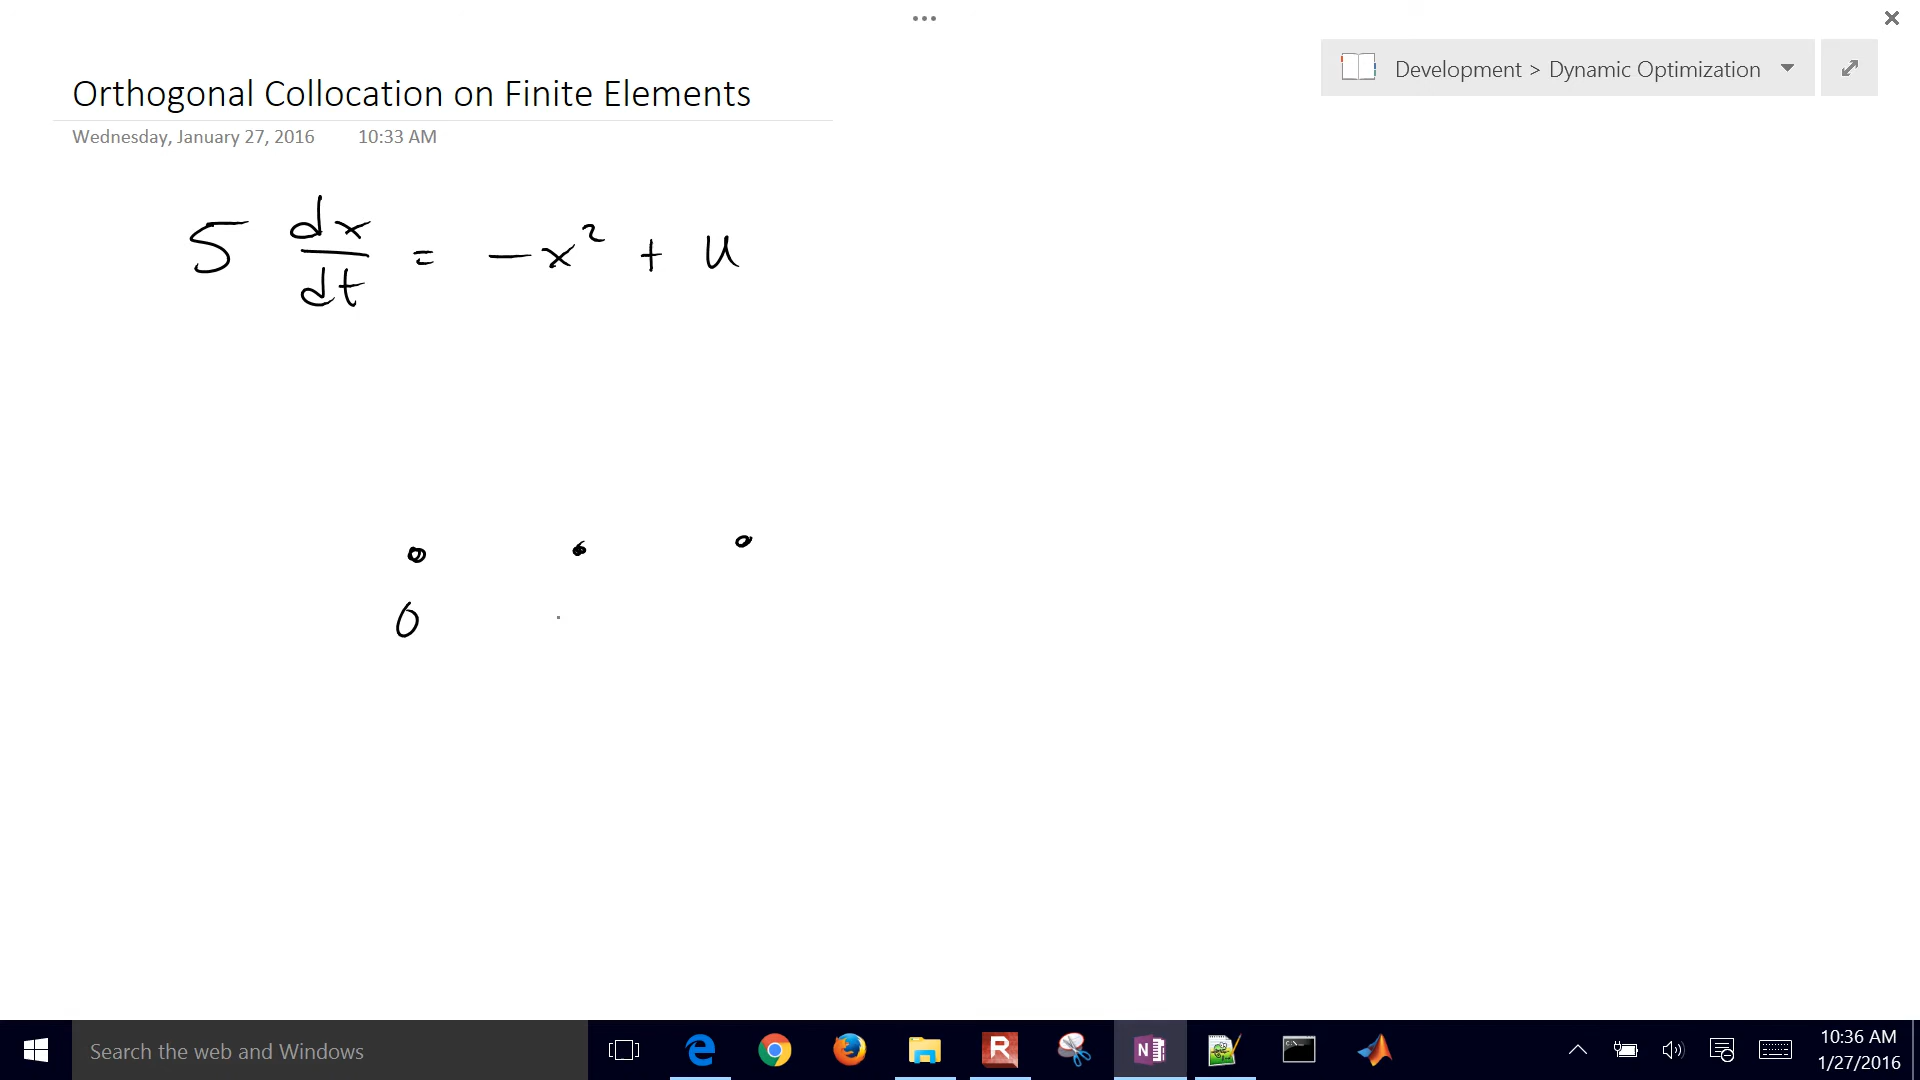 Development > Dynamic Optimization
Orthogonal Collocation on Finite Elements
Wednesday, January 27, 2016 10:33 AM
5 dx/dt = -x² + u
0
Search the web and Windows
10:36 AM
1/27/2016